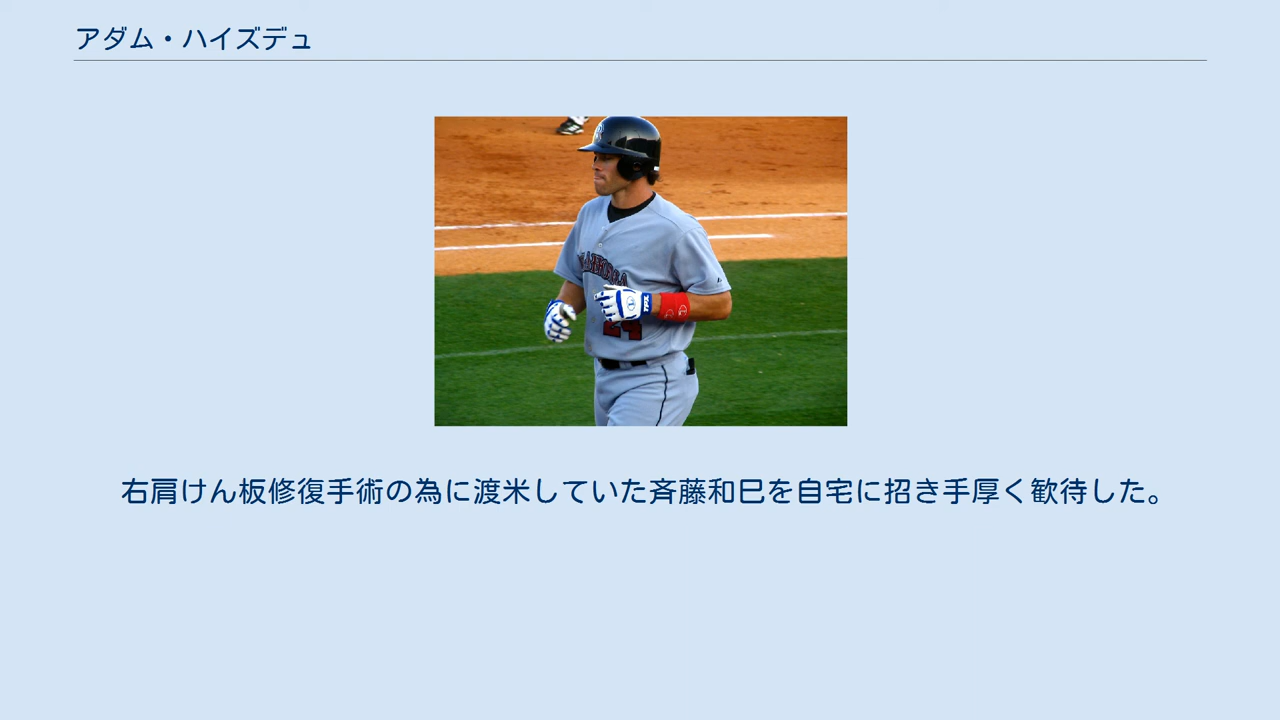 アダム・ハイズデュ
24
右肩けん板修復手術の為に渡米していた斉藤和巳を自宅に招き手厚く歓待した。